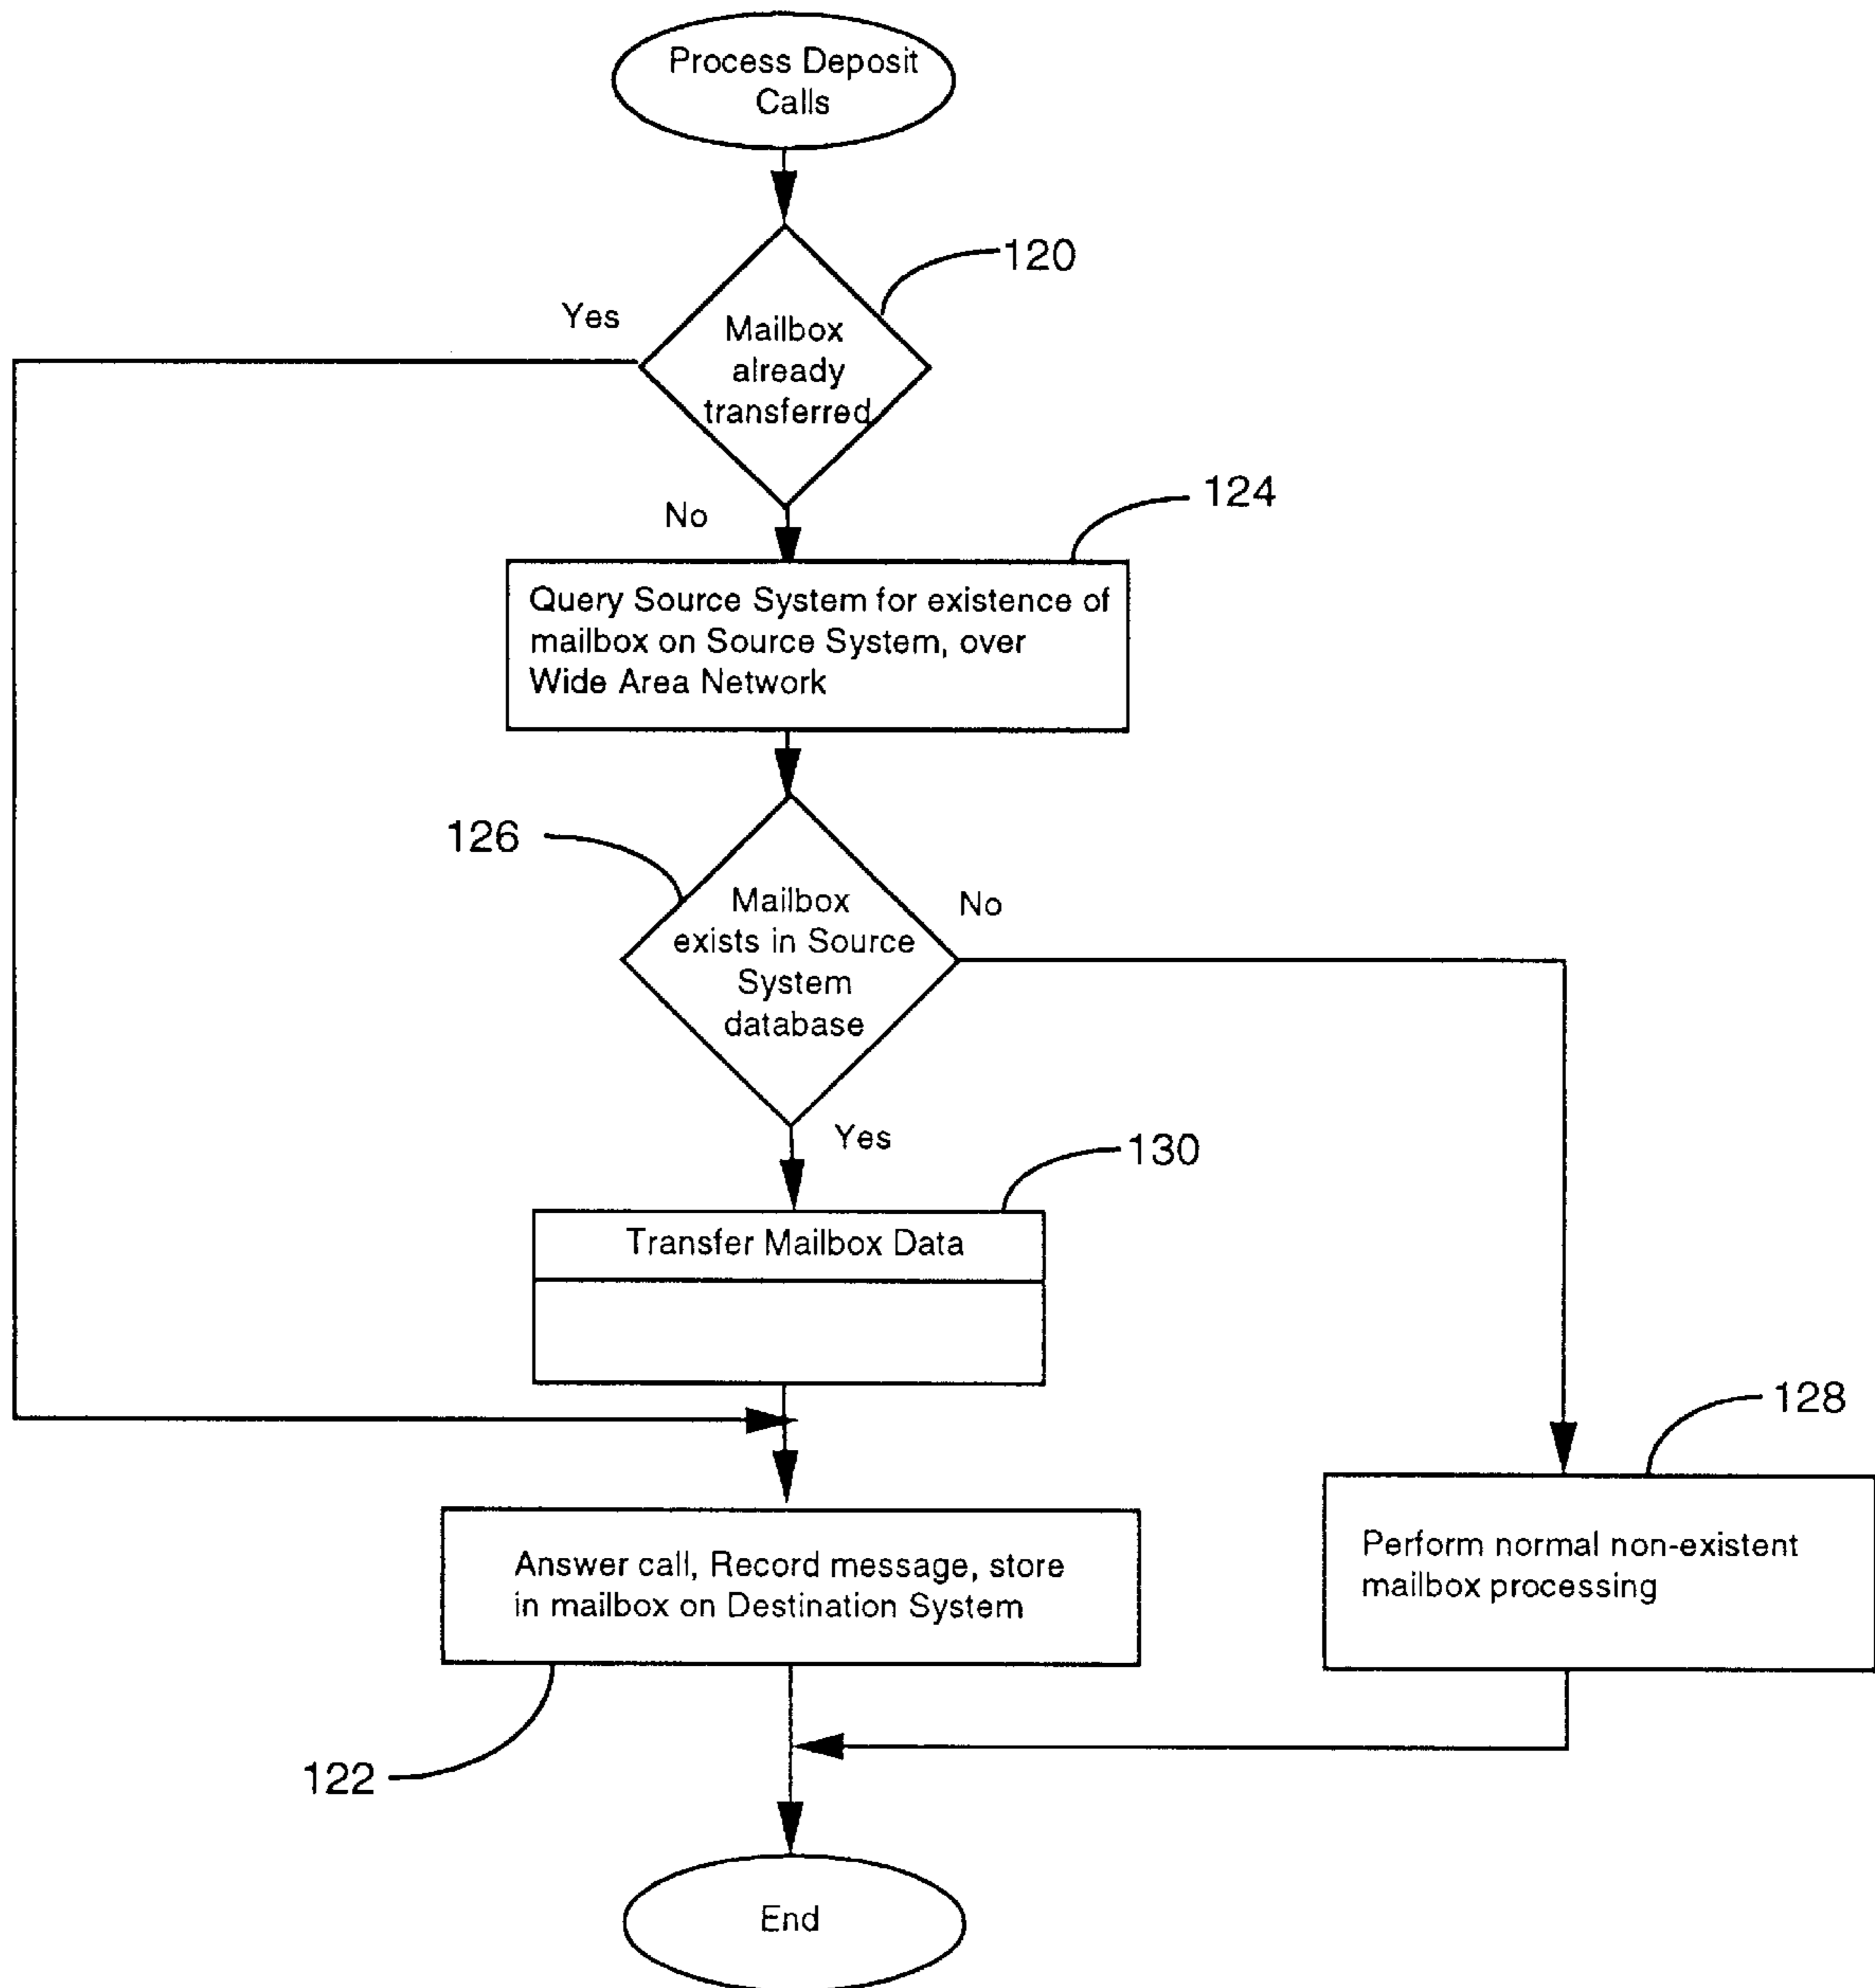 Process Deposit
Calls
120
Yes
Mailbox
already
transferred
No
124
Query Source System for existence of
mailbox on Source System, over
Wide Area Network
126
Mailbox
exists in Source
System
database
No
Yes
130
Transfer Mailbox Data
128
Perform normal non-existent
mailbox processing
Answer call, Record message, store
in mailbox on Destination System
122
End